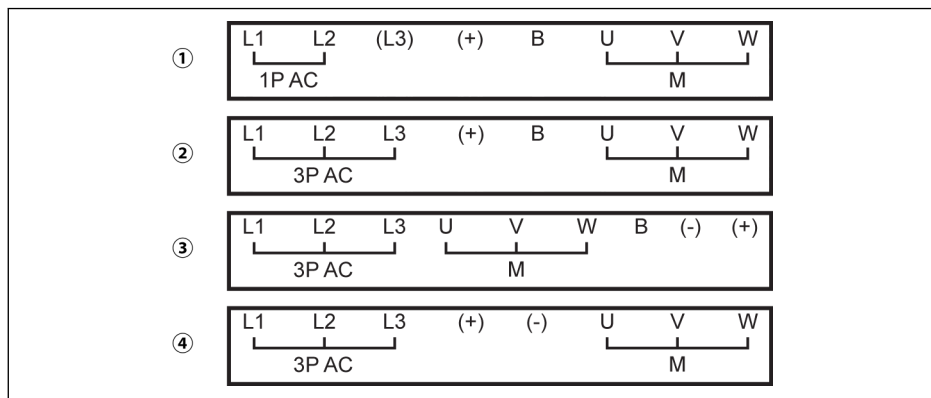 ① L1 L2 (L3) (+) B U V W
1P AC M
② L1 L2 L3 (+) B U V W
3P AC M
③ L1 L2 L3 U V W B (-) (+)
3P AC M
④ L1 L2 L3 (+) (-) U V W
3P AC M